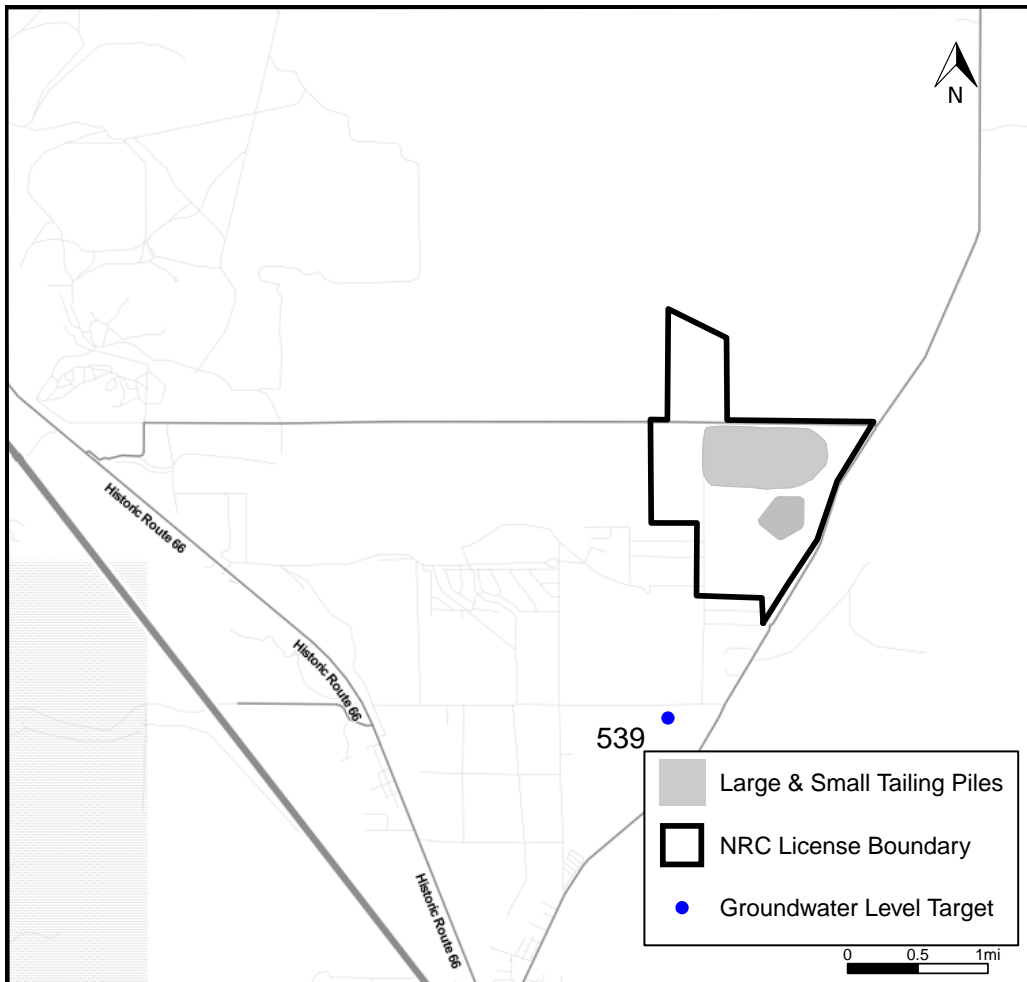 N
Historic Route 66
Historic Route 66
539
Large & Small Tailing Piles
NRC License Boundary
Groundwater Level Target
Historic Route 66
0 0.5 1mi